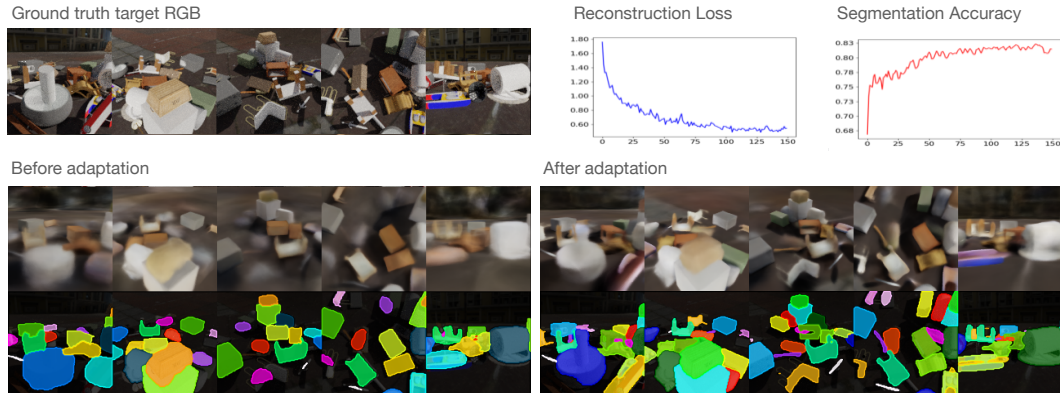 Ground truth target RGB
Reconstruction Loss
Segmentation Accuracy
1.80
1.60
1.40
1.20
1.00
0.80
0.60
0 25 50 75 100 125 150
0.83
0.80
0.78
0.75
0.73
0.70
0.68
0 25 50 75 100 125 150
Before adaptation
After adaptation